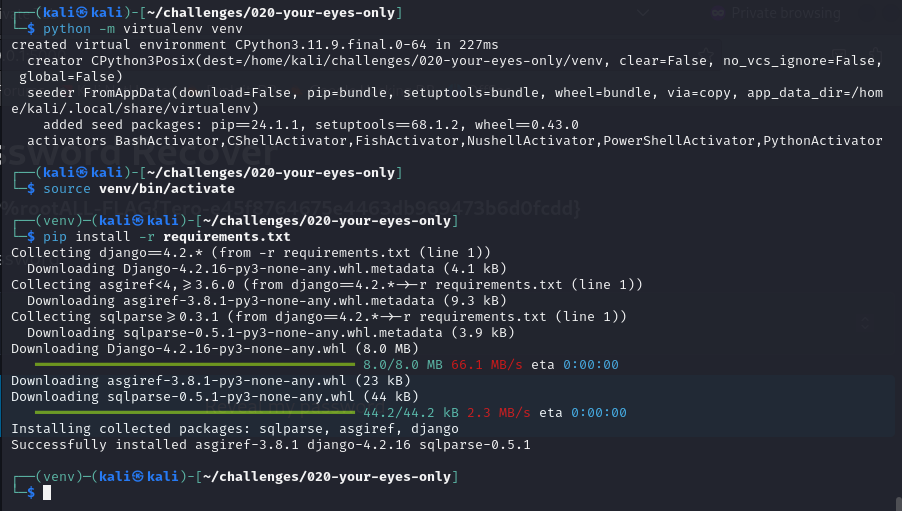 Private browsing
┌──(kali㉿kali)-[~/challenges/020-your-eyes-only]
└─$ python -m virtualenv venv
created virtual environment CPython3.11.9.final.0-64 in 227ms
  creator CPython3Posix(dest=/home/kali/challenges/020-your-eyes-only/venv, clear=False, no_vcs_ignore=False,
 global=False)
  seeder FromAppData(download=False, pip=bundle, setuptools=bundle, wheel=bundle, via=copy, app_data_dir=/hom
e/kali/.local/share/virtualenv)
    added seed packages: pip==24.1.1, setuptools==68.1.2, wheel==0.43.0
  activators BashActivator,CShellActivator,FishActivator,NushellActivator,PowerShellActivator,PythonActivator
sword Recover
┌──(kali㉿kali)-[~/challenges/020-your-eyes-only]
└─$ source venv/bin/activate
%rootALL-FLAG{Tero-e45f8764675e4463db969473b6d0fcdd}
┌──(venv)─(kali㉿kali)-[~/challenges/020-your-eyes-only]
└─$ pip install -r requirements.txt
Collecting django==4.2.* (from -r requirements.txt (line 1))
  Downloading Django-4.2.16-py3-none-any.whl.metadata (4.1 kB)
Collecting asgiref<4,>=3.6.0 (from django==4.2.*->-r requirements.txt (line 1))
  Downloading asgiref-3.8.1-py3-none-any.whl.metadata (9.3 kB)
Collecting sqlparse>=0.3.1 (from django==4.2.*->-r requirements.txt (line 1))
  Downloading sqlparse-0.5.1-py3-none-any.whl.metadata (3.9 kB)
Downloading Django-4.2.16-py3-none-any.whl (8.0 MB)
   ━━━━━━━━━━━━━━━━━━━━━━━━━━━━━━━━━━━━━━━━ 8.0/8.0 MB 66.1 MB/s eta 0:00:00
Downloading asgiref-3.8.1-py3-none-any.whl (23 kB)
Downloading sqlparse-0.5.1-py3-none-any.whl (44 kB)
   ━━━━━━━━━━━━━━━━━━━━━━━━━━━━━━━━━━━━━━━━ 44.2/44.2 kB 2.3 MB/s eta 0:00:00
Installing collected packages: sqlparse, asgiref, django
Successfully installed asgiref-3.8.1 django-4.2.16 sqlparse-0.5.1
┌──(venv)─(kali㉿kali)-[~/challenges/020-your-eyes-only]
└─$